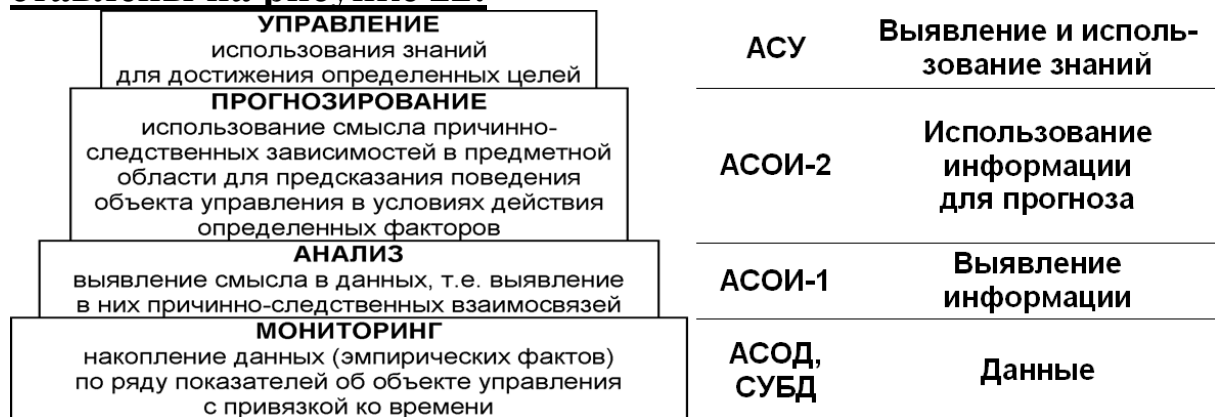 УПРАВЛЕНИЕ
использования знаний
для достижения определенных целей
АСУ
Выявление и исполь-
зование знаний
ПРОГНОЗИРОВАНИЕ
использование смысла причинно-
следственных зависимостей в предметной
области для предсказания поведения
объекта управления в условиях действия
определенных факторов
АСОИ-2
Использование
информации
для прогноза
АНАЛИЗ
выявление смысла в данных, т.е. выявление
в них причинно-следственных взаимосвязей
АСОИ-1
Выявление
информации
МОНИТОРИНГ
накопление данных (эмпирических фактов)
по ряду показателей об объекте управления
с привязкой ко времени
АСОД,
СУБД
Данные